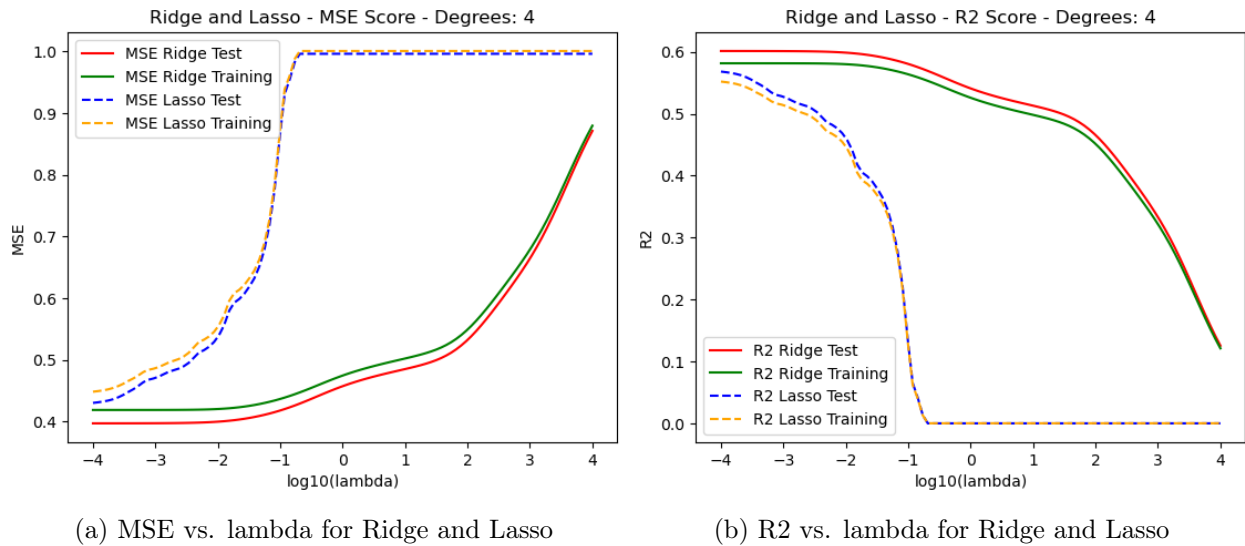 Ridge and Lasso - MSE Score - Degrees: 4
1.0
0.9
0.8
0.7
0.6
0.5
0.4
MSE
MSE Ridge Test
MSE Ridge Training
MSE Lasso Test
MSE Lasso Training
−4 −3 −2 −1 0 1 2 3 4
log10(lambda)
(a) MSE vs. lambda for Ridge and Lasso
Ridge and Lasso - R2 Score - Degrees: 4
0.6
0.5
0.4
0.3
0.2
0.1
0.0
R2
R2 Ridge Test
R2 Ridge Training
R2 Lasso Test
R2 Lasso Training
−4 −3 −2 −1 0 1 2 3 4
log10(lambda)
(b) R2 vs. lambda for Ridge and Lasso